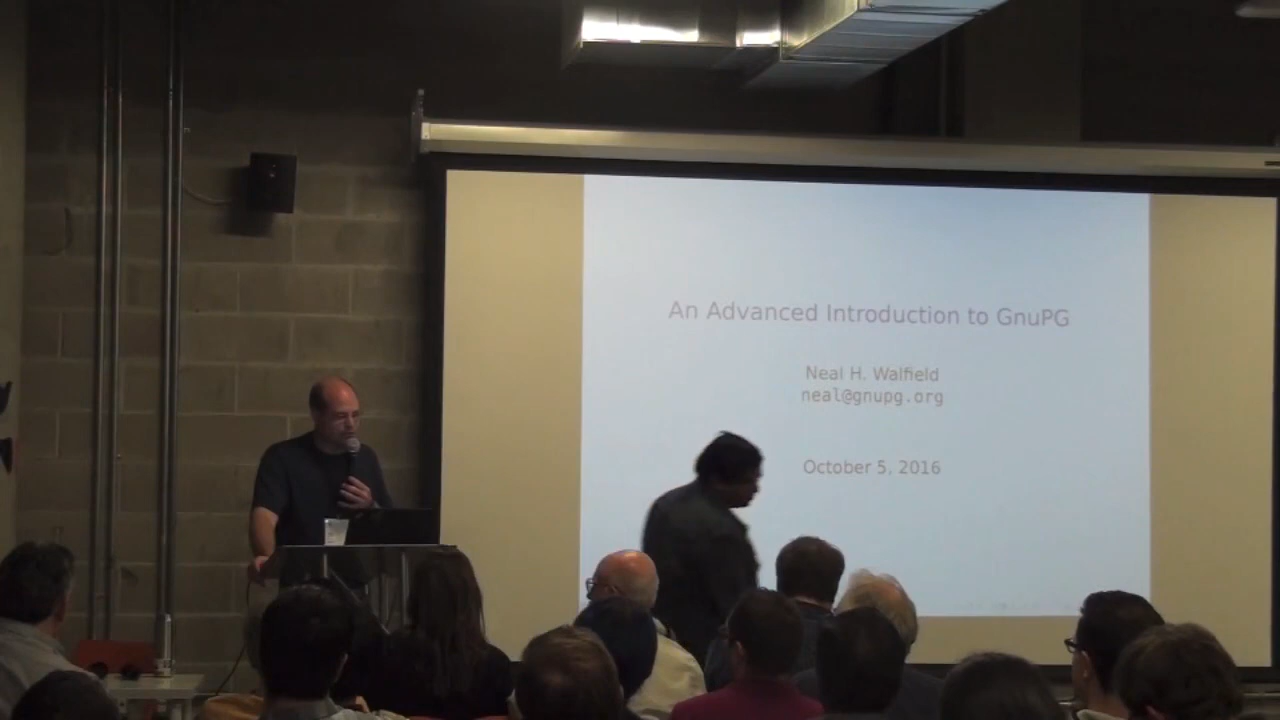 An Advanced Introduction to GnuPG
Neal H. Walfield
neal@gnupg.org
October 5, 2016